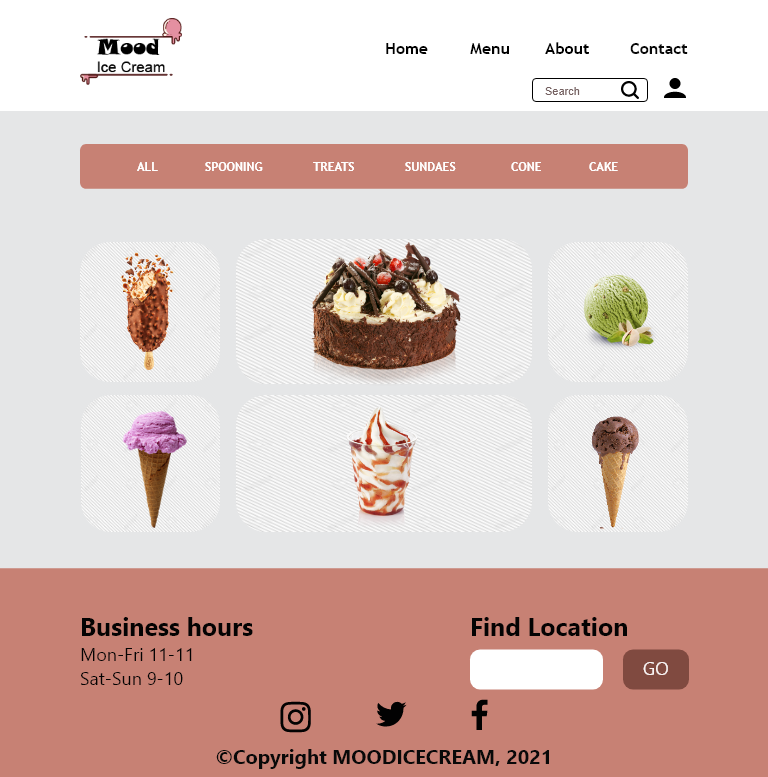 Mood
Ice Cream
Home Menu About Contact
Search
ALL SPOONING TREATS SUNDAES CONE CAKE
Business hours
Mon-Fri 11-11
Sat-Sun 9-10
Find Location
GO
©Copyright MOODICECREAM, 2021